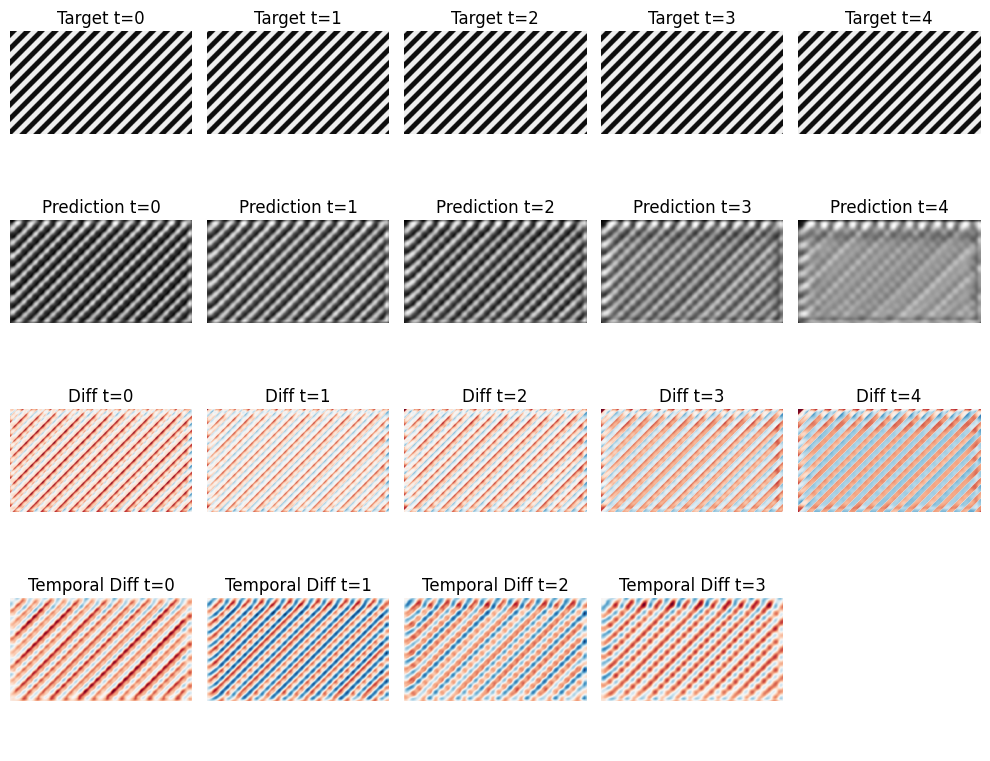 Target t=0 Target t=1 Target t=2 Target t=3 Target t=4
Prediction t=0 Prediction t=1 Prediction t=2 Prediction t=3 Prediction t=4
Diff t=0 Diff t=1 Diff t=2 Diff t=3 Diff t=4
Temporal Diff t=0 Temporal Diff t=1 Temporal Diff t=2 Temporal Diff t=3